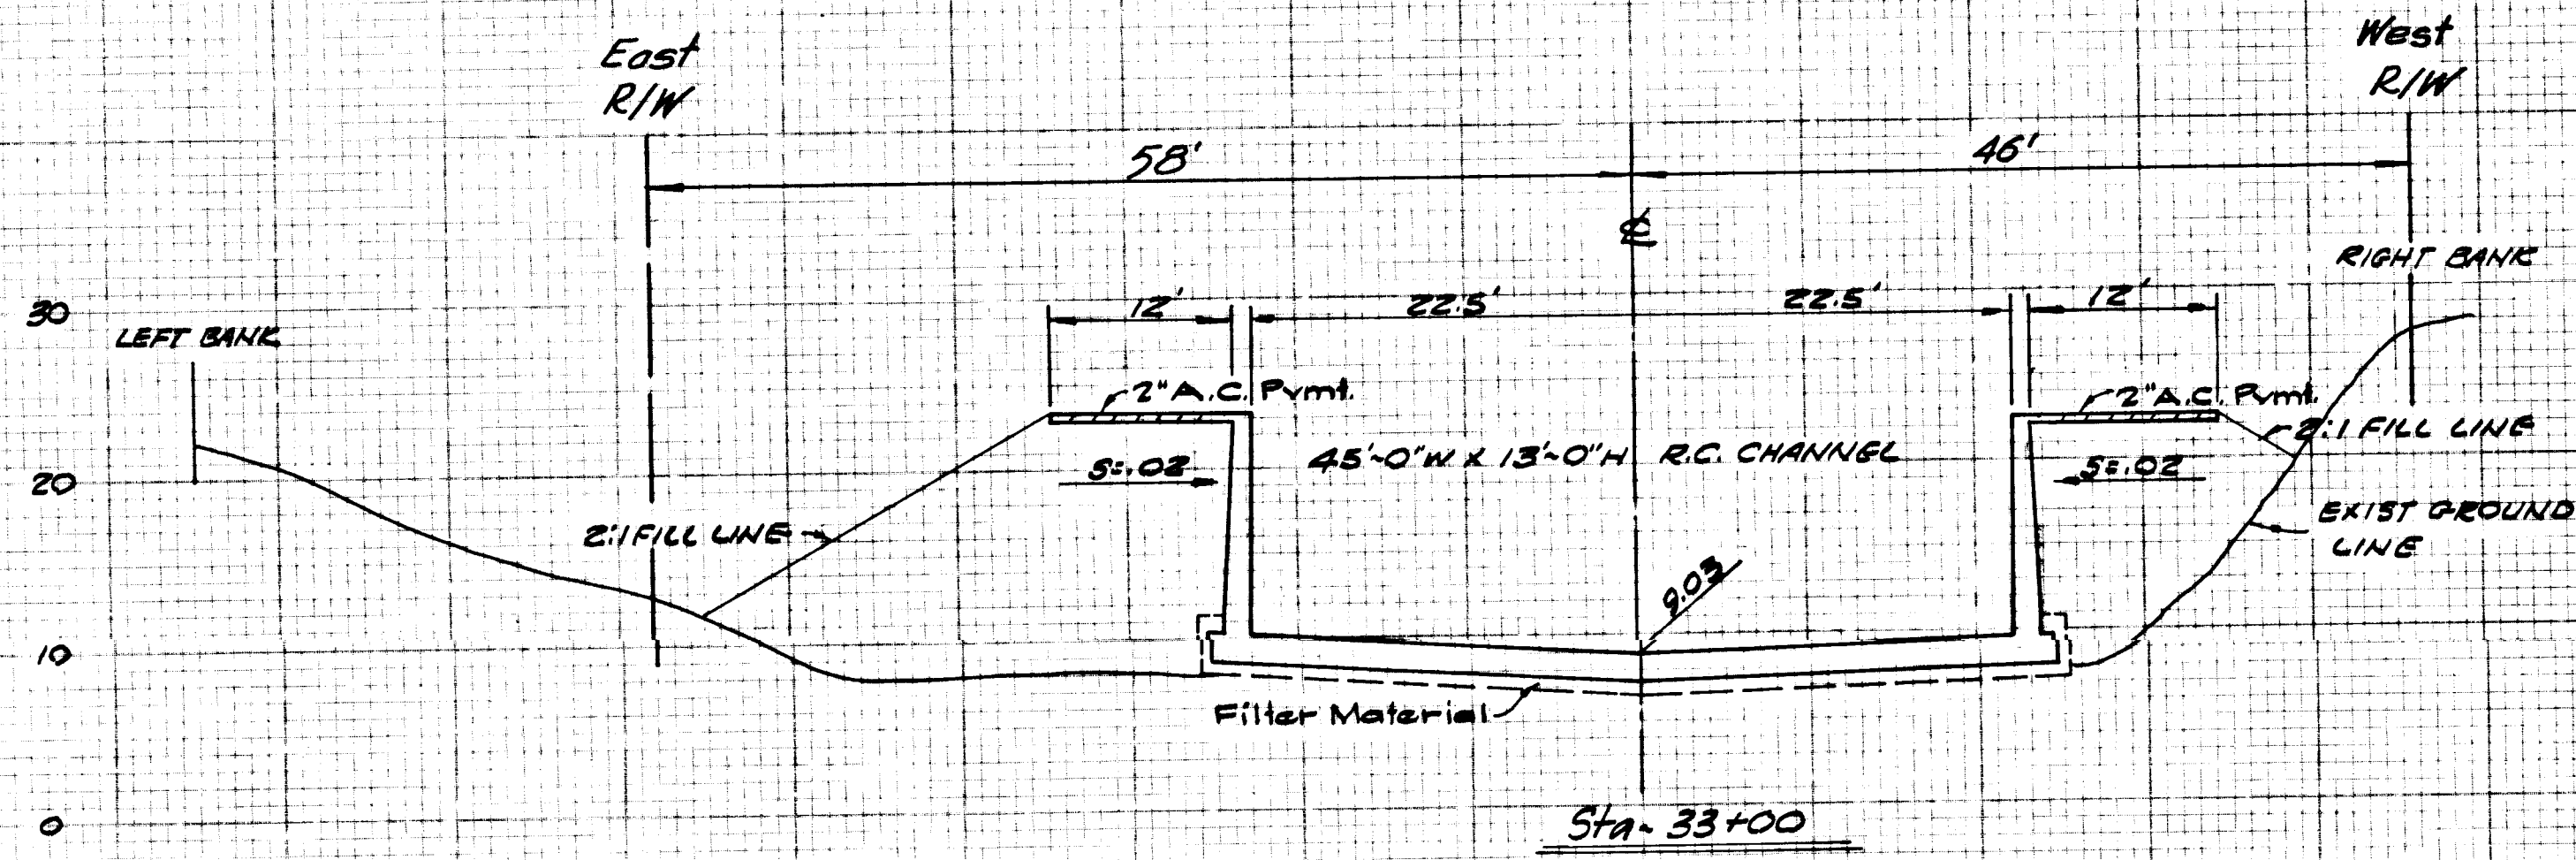 East
R/W
West
R/W
58'
46'
℄
RIGHT BANK
30
12'
22.5'
22.5'
12'
LEFT BANK
2" A.C. Pvmt.
2" A.C. Pvmt.
2:1 FILL LINE
45'~0"W X 13'~0"H R.C. CHANNEL
S=.02
S=.02
20
EXIST GROUND
LINE
2:1 FILL LINE
9.03
10
Filter Material
0
Sta~ 33+00